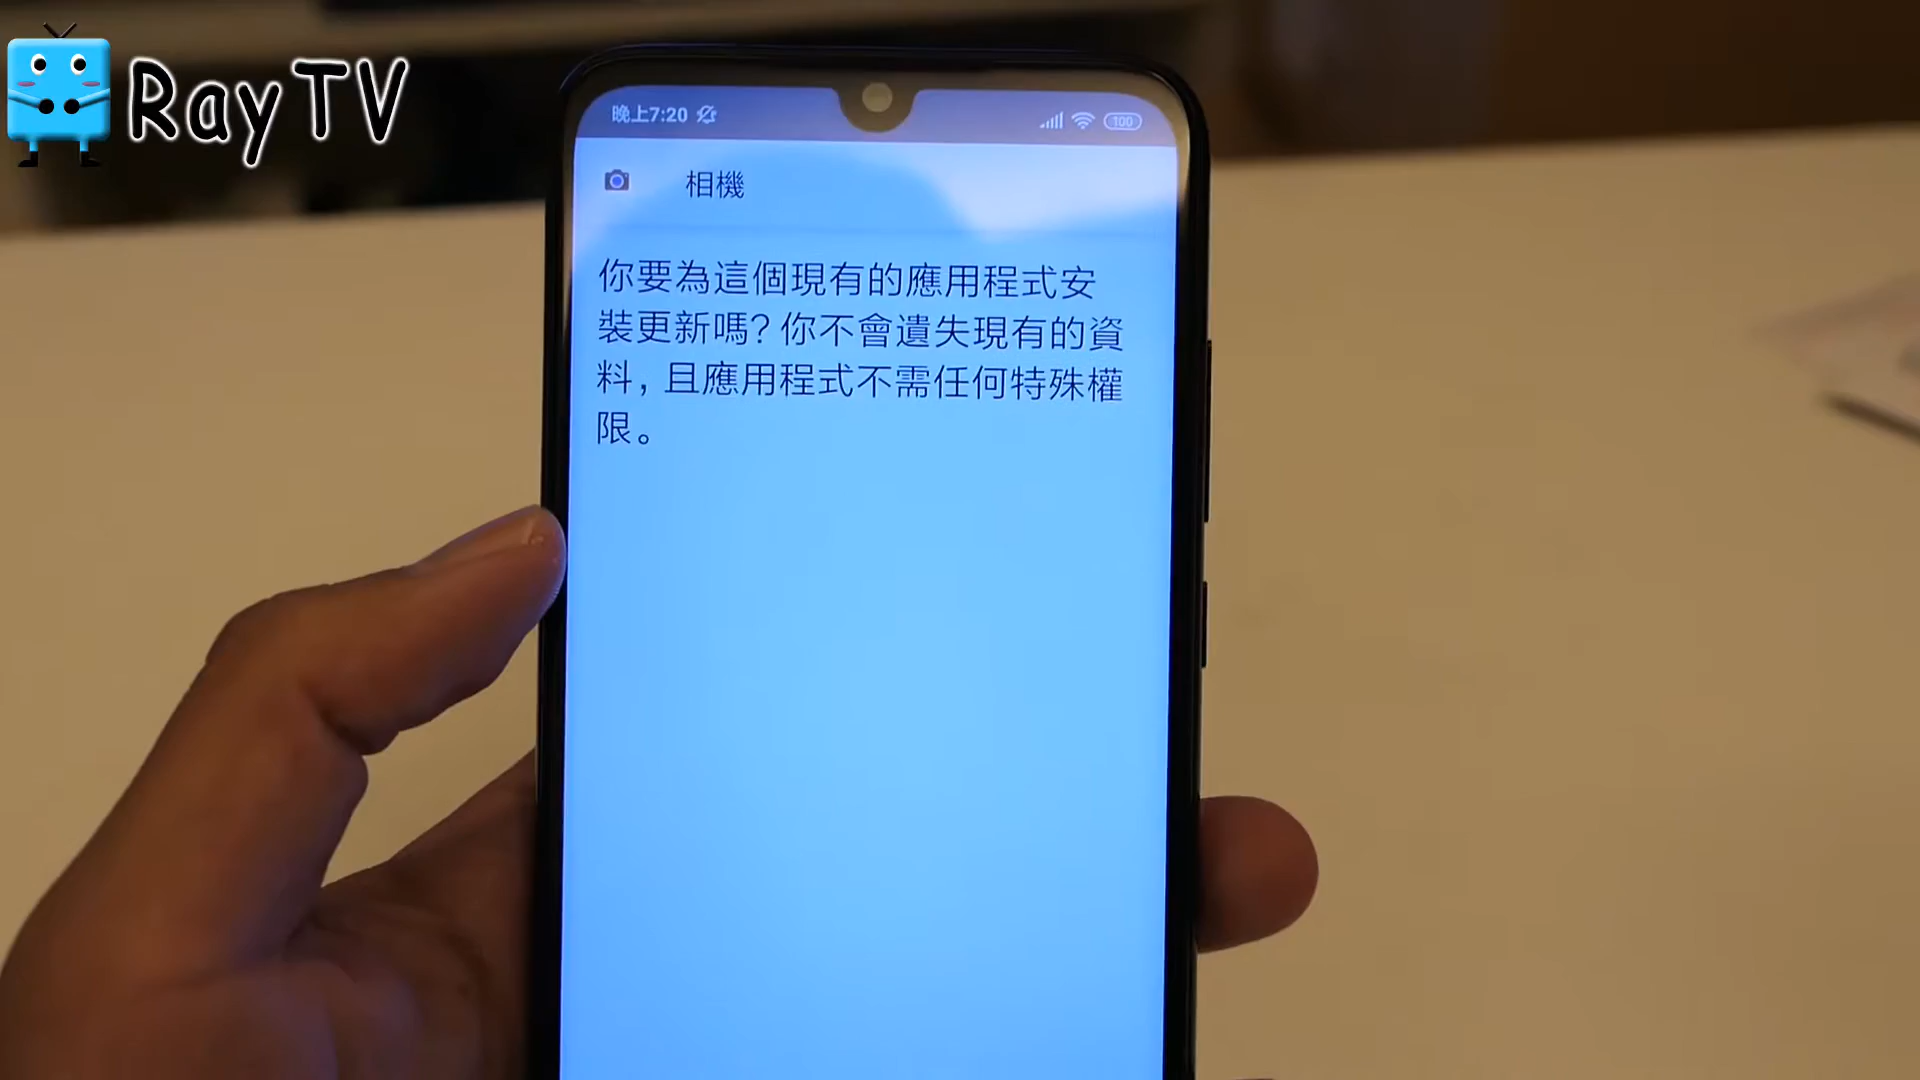 RayTV
晚上7:20
100
相機
你要為這個現有的應用程式安
裝更新嗎？你不會遺失現有的資
料，且應用程式不需任何特殊權
限。